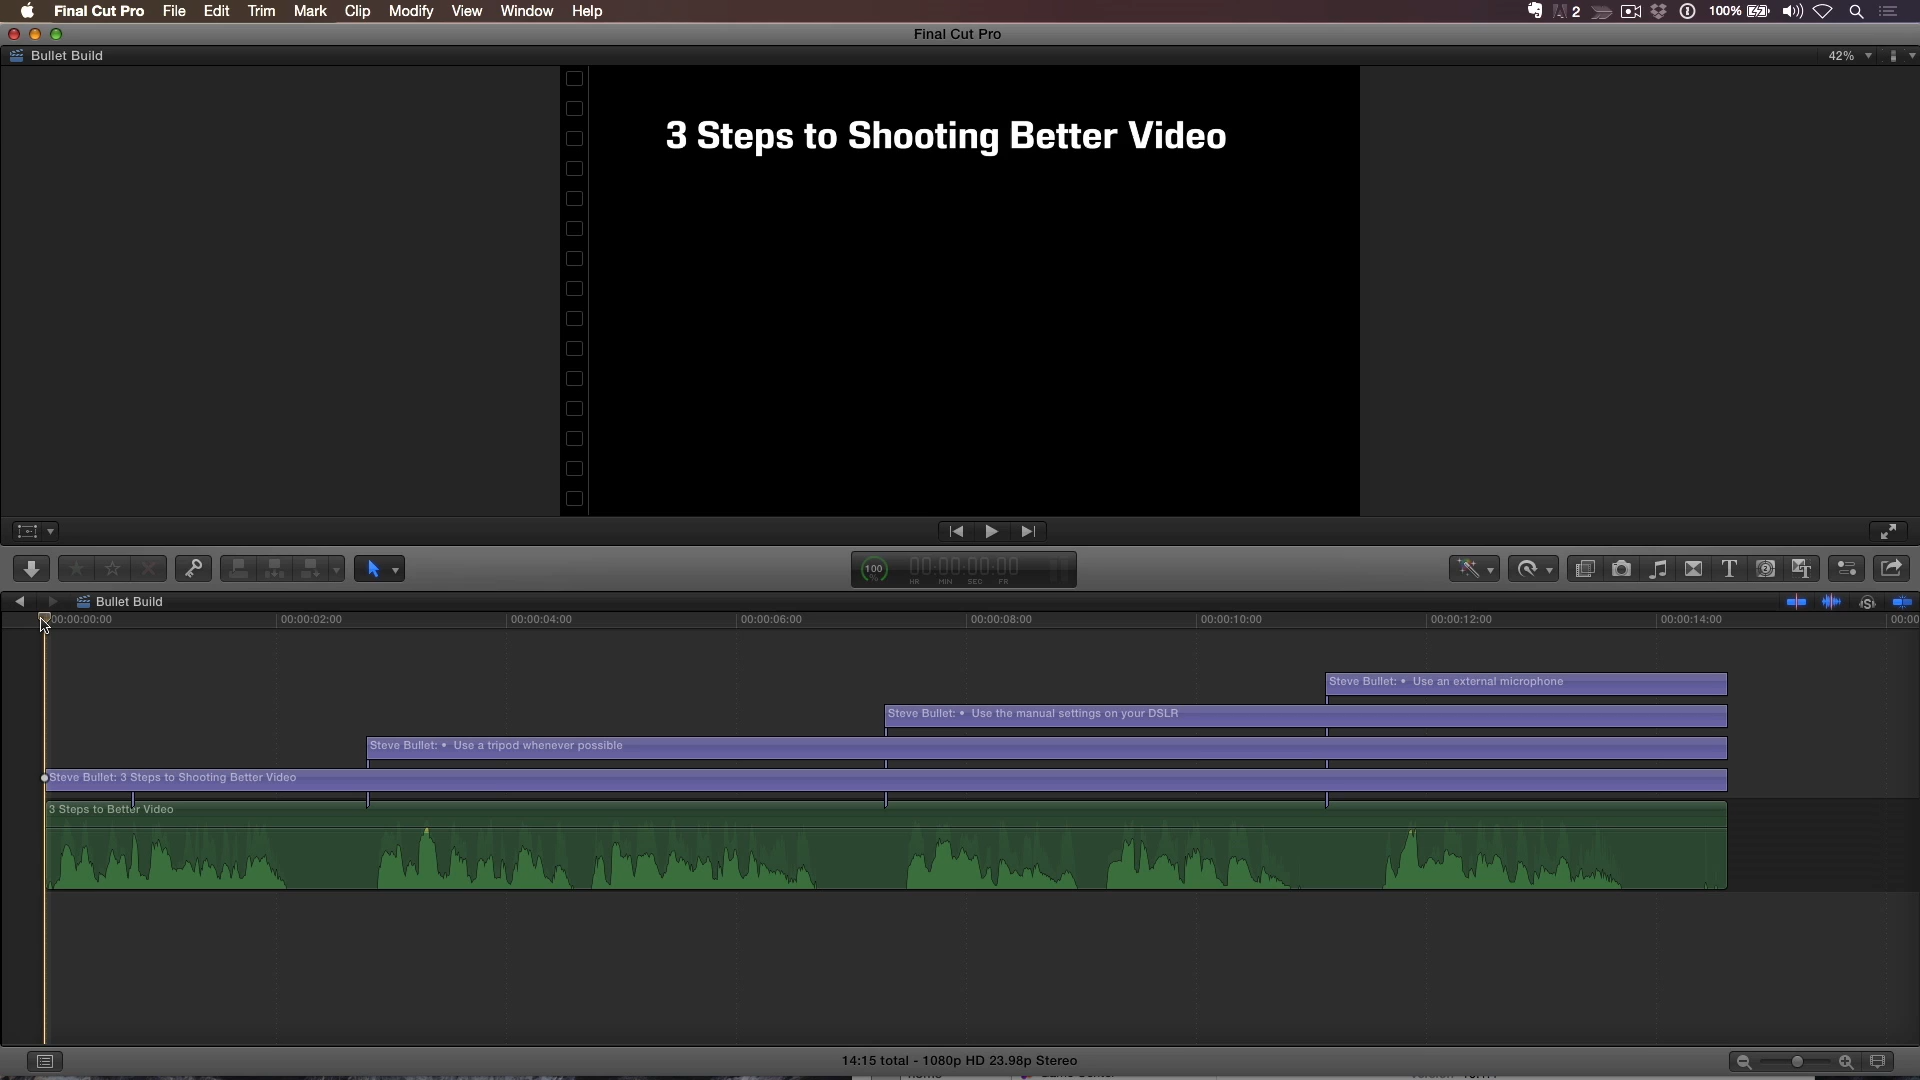 Final Cut Pro File Edit Trim Mark Clip Modify View Window Help 2 100%
Final Cut Pro
Bullet Build 42%
3 Steps to Shooting Better Video
100 % 00:00:00:00
HR MIN SEC FR
Bullet Build
00:00:00:00 00:00:02:00 00:00:04:00 00:00:06:00 00:00:08:00 00:00:10:00 00:00:12:00 00:00:14:00 00:00
Steve Bullet: • Use an external microphone
Steve Bullet: • Use the manual settings on your DSLR
Steve Bullet: • Use a tripod whenever possible
Steve Bullet: 3 Steps to Shooting Better Video
3 Steps to Better Video
14:15 total - 1080p HD 23.98p Stereo